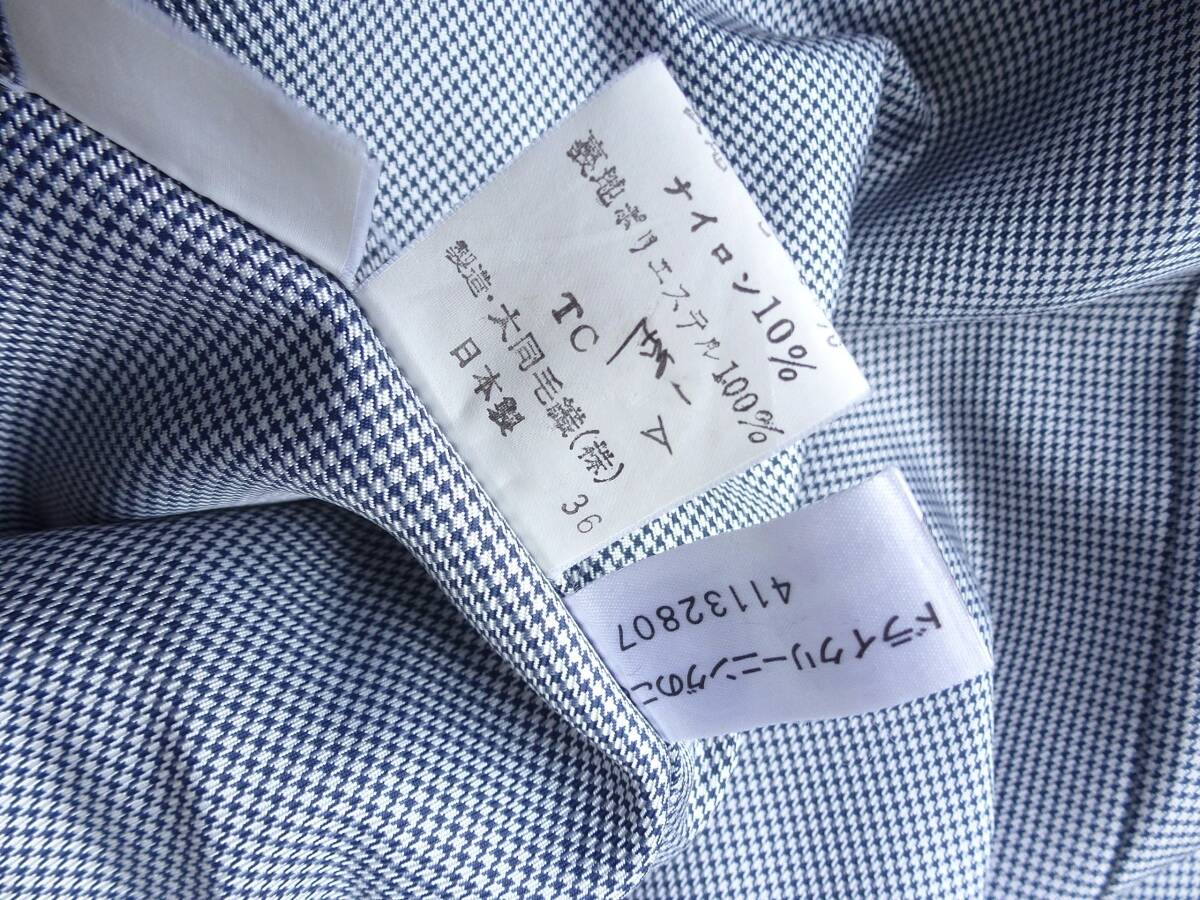 ナイロン10%
裏地ポリエステル100%
TC
製造・大同毛織(株)
日本製
36
41132807
ドライクリーニングのこ